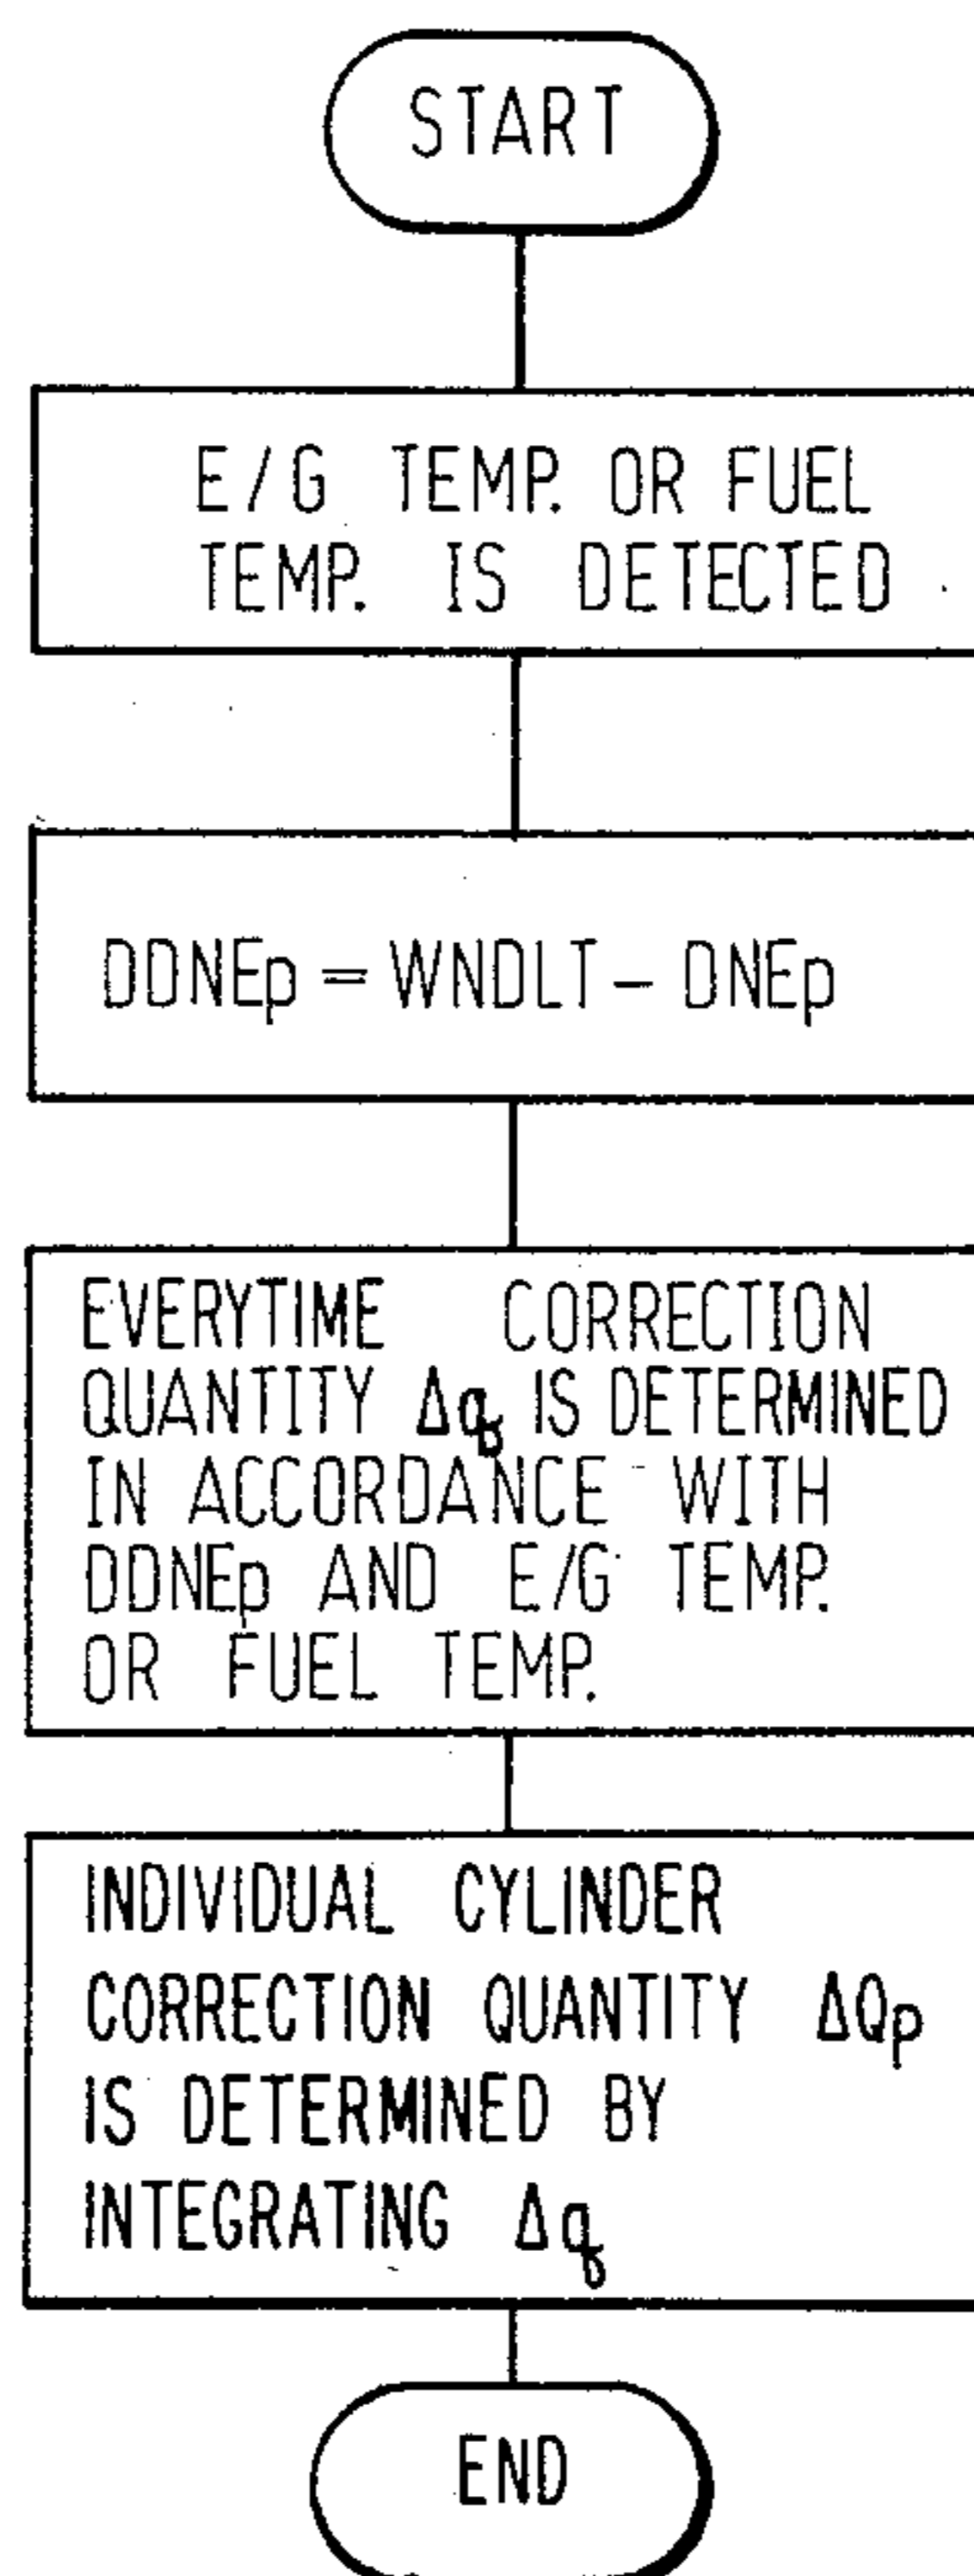 START
E/G TEMP. OR FUEL
TEMP. IS DETECTED
DDNEp = WNDLT - DNEp
EVERYTIME CORRECTION
QUANTITY Δq IS DETERMINED
IN ACCORDANCE WITH
DDNEp AND E/G TEMP.
OR FUEL TEMP.
INDIVIDUAL CYLINDER
CORRECTION QUANTITY ΔQp
IS DETERMINED BY
INTEGRATING Δq
END